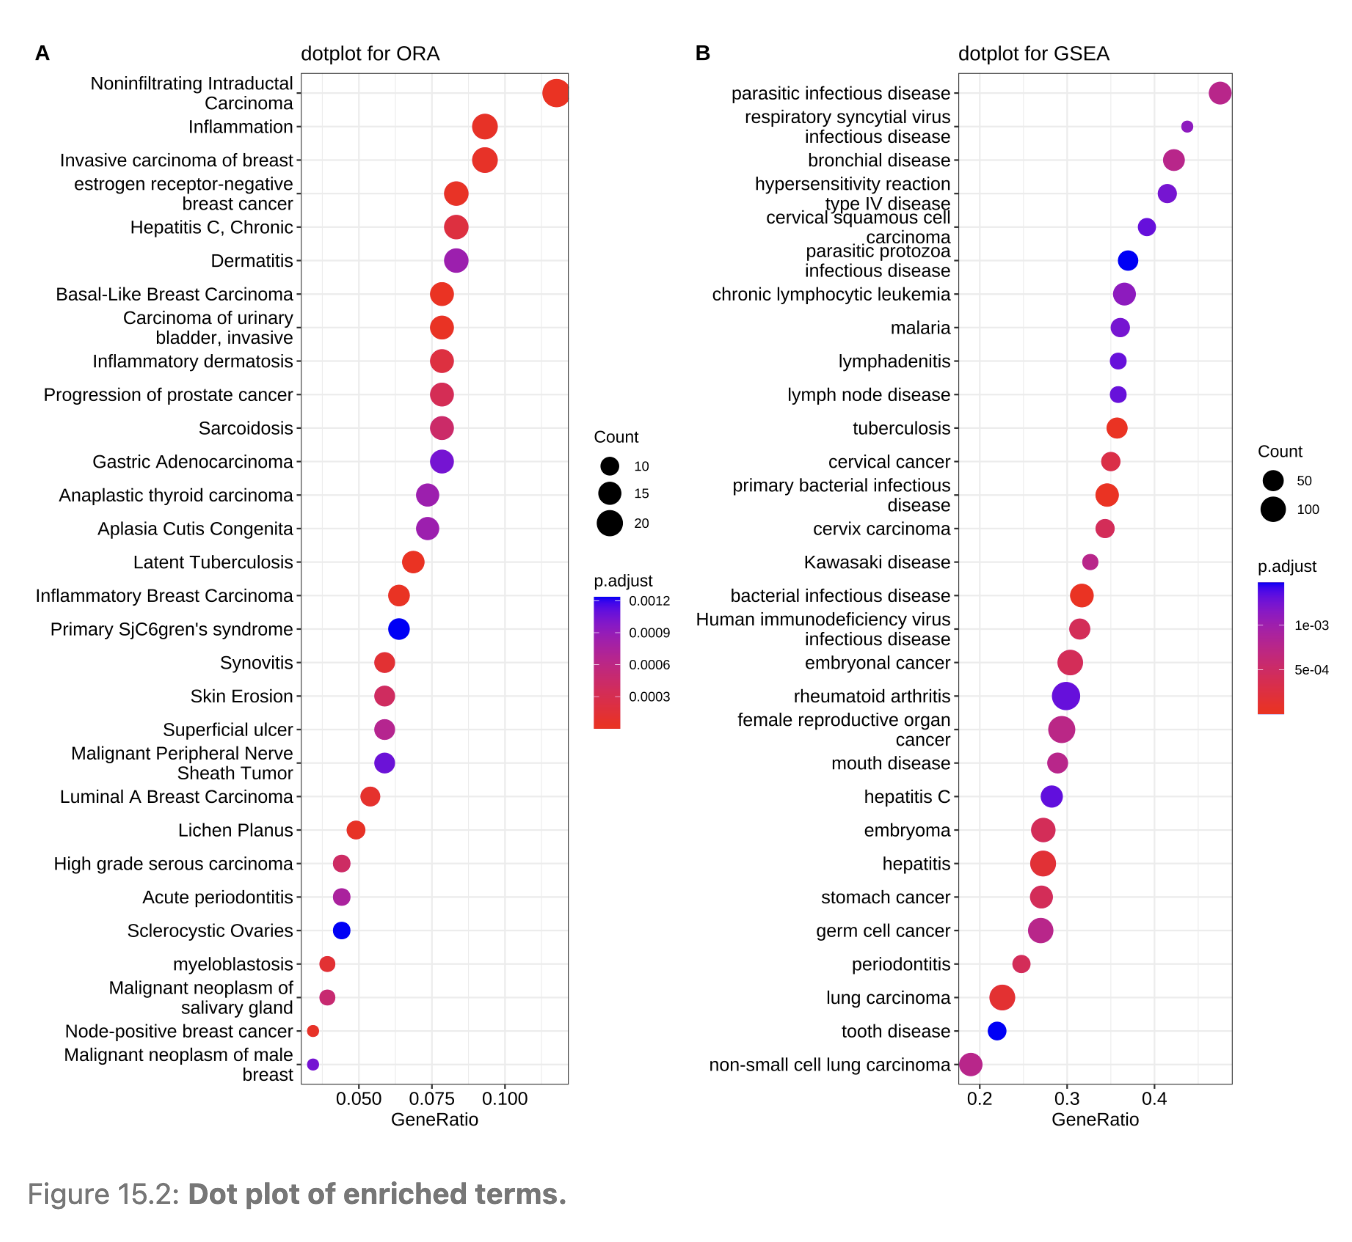 A
dotplot for ORA
Noninfiltrating Intraductal
Carcinoma
Inflammation
Invasive carcinoma of breast
estrogen receptor-negative
breast cancer
Hepatitis C, Chronic
Dermatitis
Basal-Like Breast Carcinoma
Carcinoma of urinary
bladder, invasive
Inflammatory dermatosis
Progression of prostate cancer
Sarcoidosis
Gastric Adenocarcinoma
Anaplastic thyroid carcinoma
Aplasia Cutis Congenita
Latent Tuberculosis
Inflammatory Breast Carcinoma
Primary SjC6gren's syndrome
Synovitis
Skin Erosion
Superficial ulcer
Malignant Peripheral Nerve
Sheath Tumor
Luminal A Breast Carcinoma
Lichen Planus
High grade serous carcinoma
Acute periodontitis
Sclerocystic Ovaries
myeloblastosis
Malignant neoplasm of
salivary gland
Node-positive breast cancer
Malignant neoplasm of male
breast
0.050 0.075 0.100
GeneRatio
Count
10
15
20
p.adjust
0.0012
0.0009
0.0006
0.0003
B
dotplot for GSEA
parasitic infectious disease
respiratory syncytial virus
infectious disease
bronchial disease
hypersensitivity reaction
type IV disease
cervical squamous cell
carcinoma
parasitic protozoa
infectious disease
chronic lymphocytic leukemia
malaria
lymphadenitis
lymph node disease
tuberculosis
cervical cancer
primary bacterial infectious
disease
cervix carcinoma
Kawasaki disease
bacterial infectious disease
Human immunodeficiency virus
infectious disease
embryonal cancer
rheumatoid arthritis
female reproductive organ
cancer
mouth disease
hepatitis C
embryoma
hepatitis
stomach cancer
germ cell cancer
periodontitis
lung carcinoma
tooth disease
non-small cell lung carcinoma
0.2 0.3 0.4
GeneRatio
Count
50
100
p.adjust
1e-03
5e-04
Figure 15.2: Dot plot of enriched terms.